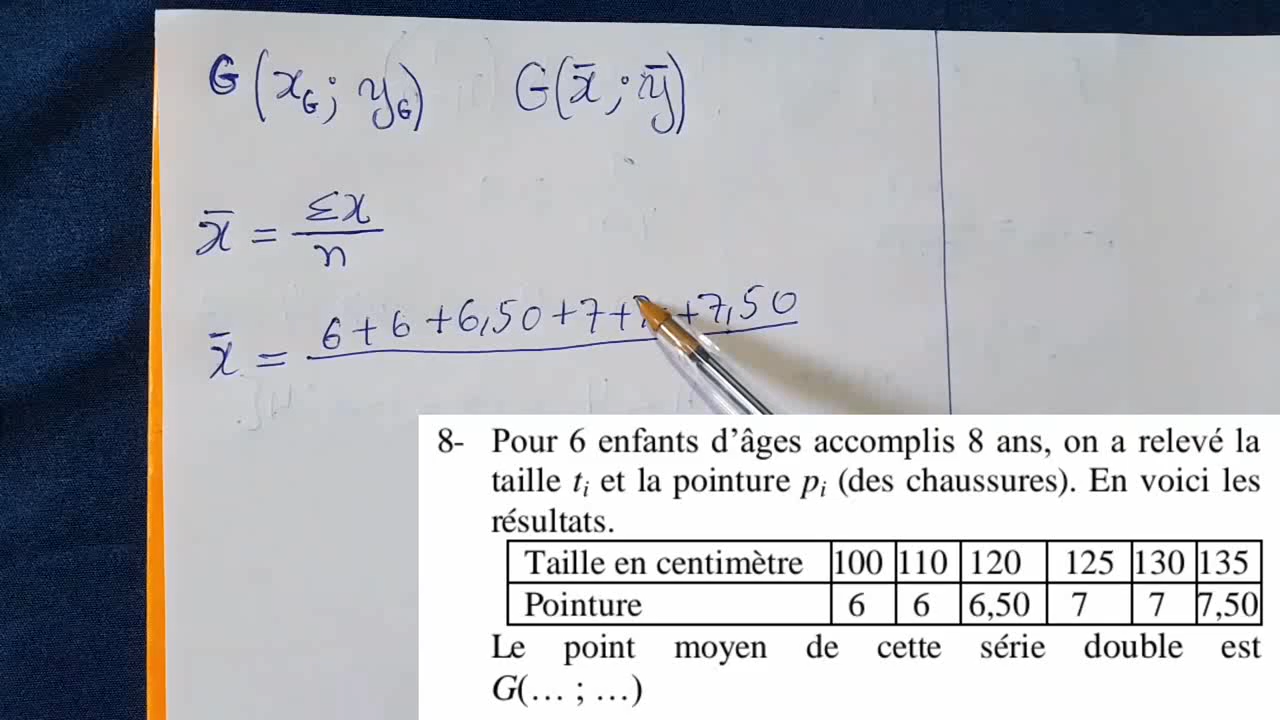 G (x_G ; y_G) G(x̄ ; ȳ)
x̄ = Σx / n
x̄ = 6 + 6 + 6,50 + 7 + + 7,50
8- Pour 6 enfants d'âges accomplis 8 ans, on a relevé la
taille tᵢ et la pointure pᵢ (des chaussures). En voici les
résultats.
Taille en centimètre 100 110 120 125 130 135
Pointure 6 6 6,50 7 7 7,50
Le point moyen de cette série double est
G(… ; …)